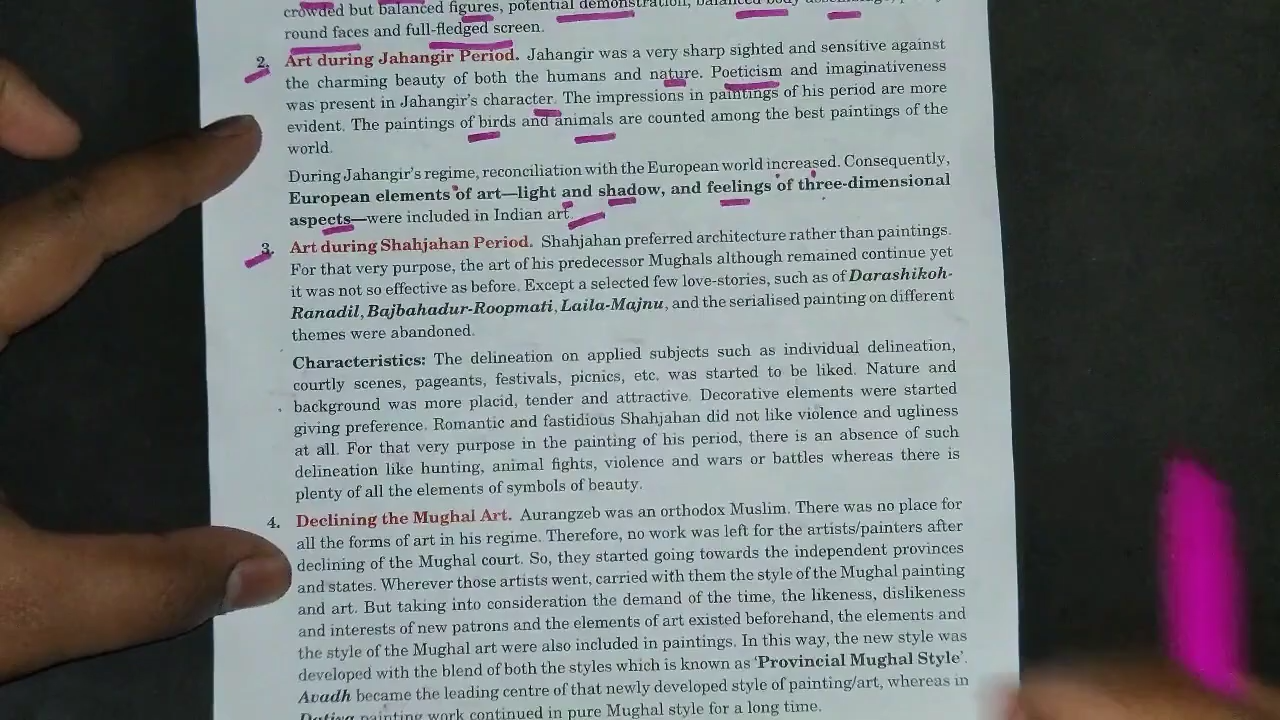 crowded but balanced figures, potential demonstration, balanced body
round faces and full-fledged screen.
2. Art during Jahangir Period. Jahangir was a very sharp sighted and sensitive against
the charming beauty of both the humans and nature. Poeticism and imaginativeness
was present in Jahangir's character. The impressions in paintings of his period are more
evident. The paintings of birds and animals are counted among the best paintings of the
world.
During Jahangir's regime, reconciliation with the European world increased. Consequently,
European elements of art—light and shadow, and feelings of three-dimensional
aspects—were included in Indian art.
3. Art during Shahjahan Period. Shahjahan preferred architecture rather than paintings.
For that very purpose, the art of his predecessor Mughals although remained continue yet
it was not so effective as before. Except a selected few love-stories, such as of Darashikoh-
Ranadil, Bajbahadur-Roopmati, Laila-Majnu, and the serialised painting on different
themes were abandoned.
Characteristics: The delineation on applied subjects such as individual delineation,
courtly scenes, pageants, festivals, picnics, etc. was started to be liked. Nature and
background was more placid, tender and attractive. Decorative elements were started
giving preference. Romantic and fastidious Shahjahan did not like violence and ugliness
at all. For that very purpose in the painting of his period, there is an absence of such
delineation like hunting, animal fights, violence and wars or battles whereas there is
plenty of all the elements of symbols of beauty.
4. Declining the Mughal Art. Aurangzeb was an orthodox Muslim. There was no place for
all the forms of art in his regime. Therefore, no work was left for the artists/painters after
declining of the Mughal court. So, they started going towards the independent provinces
and states. Wherever those artists went, carried with them the style of the Mughal painting
and art. But taking into consideration the demand of the time, the likeness, dislikeness
and interests of new patrons and the elements of art existed beforehand, the elements and
the style of the Mughal art were also included in paintings. In this way, the new style was
developed with the blend of both the styles which is known as 'Provincial Mughal Style'.
Avadh became the leading centre of that newly developed style of painting/art, whereas in
Datiya painting work continued in pure Mughal style for a long time.